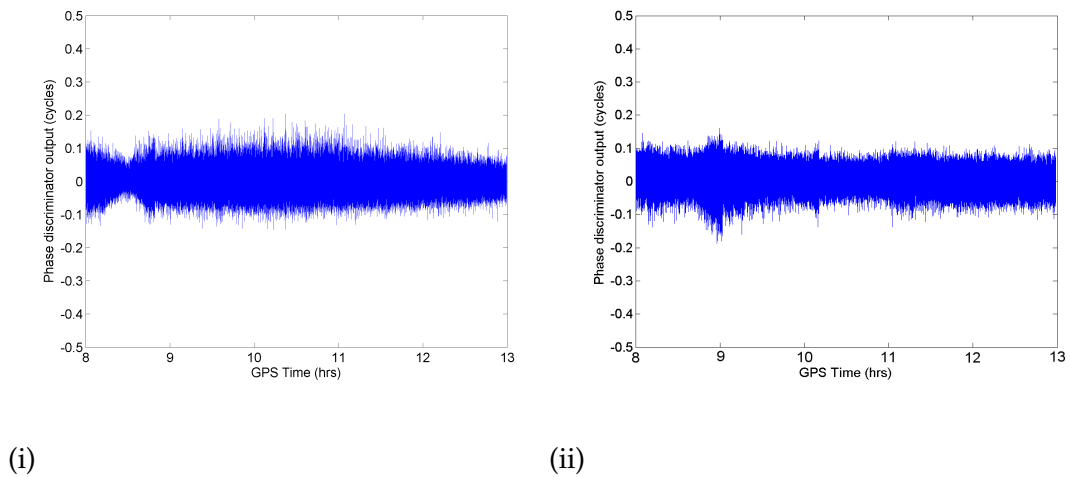 0.5
0.4
0.3
0.2
0.1
0
-0.1
-0.2
-0.3
-0.4
-0.5
Phase discriminator output (cycles)
8 9 10 11 12 13
GPS Time (hrs)
(i)
0.5
0.4
0.3
0.2
0.1
0
-0.1
-0.2
-0.3
-0.4
-0.5
Phase discriminator output (cycles)
8 9 10 11 12 13
GPS Time (hrs)
(ii)